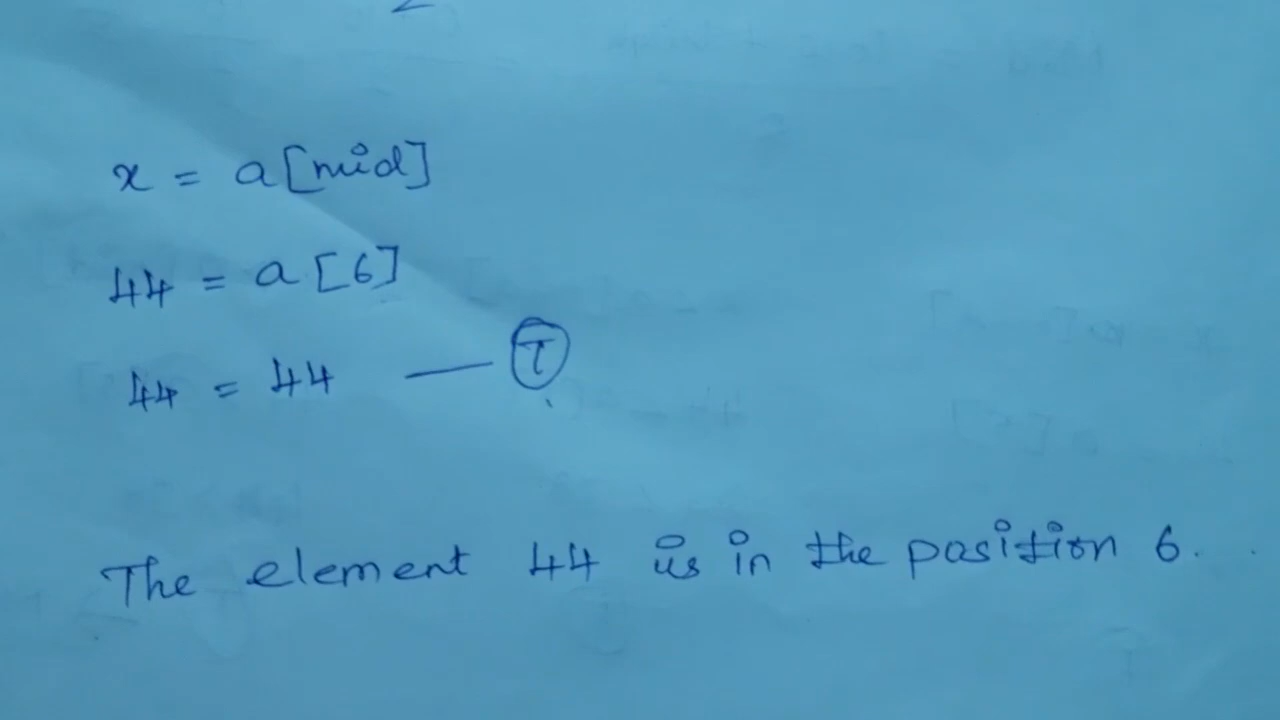 x = a[mid]
44 = a[6]
44 = 44 — T
The element 44 is in the position 6.